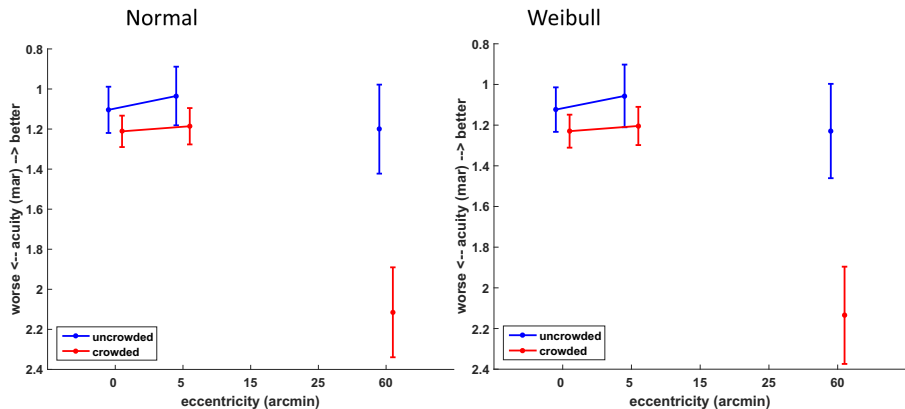 Normal
0.8
1
1.2
1.4
1.6
1.8
2
2.2
2.4
worse <-- acuity (mar) --> better
uncrowded
crowded
0 5 15 25 60
eccentricity (arcmin)
Weibull
0.8
1
1.2
1.4
1.6
1.8
2
2.2
2.4
worse <-- acuity (mar) --> better
uncrowded
crowded
0 5 15 25 60
eccentricity (arcmin)